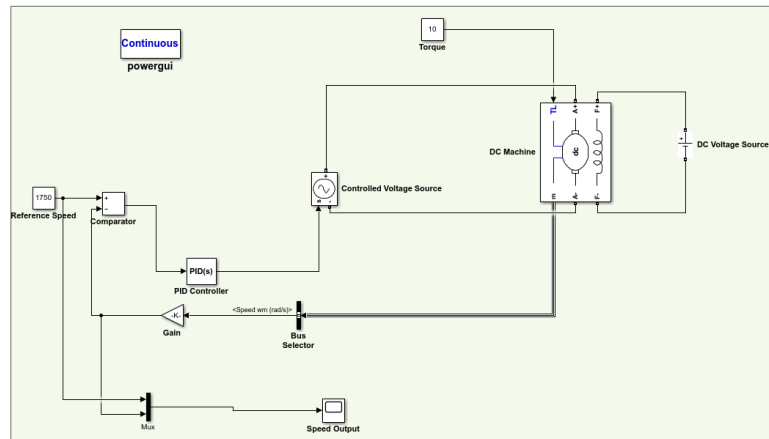 Continuous
powergui
10
Torque
TL
A+
F+
DC Machine
dc
m
A-
F-
+
DC Voltage Source
+
s
-
Controlled Voltage Source
1750
Reference Speed
+
−
Comparator
PID(s)
PID Controller
<Speed wm (rad/s)>
-K-
Gain
Bus
Selector
Mux
Speed Output